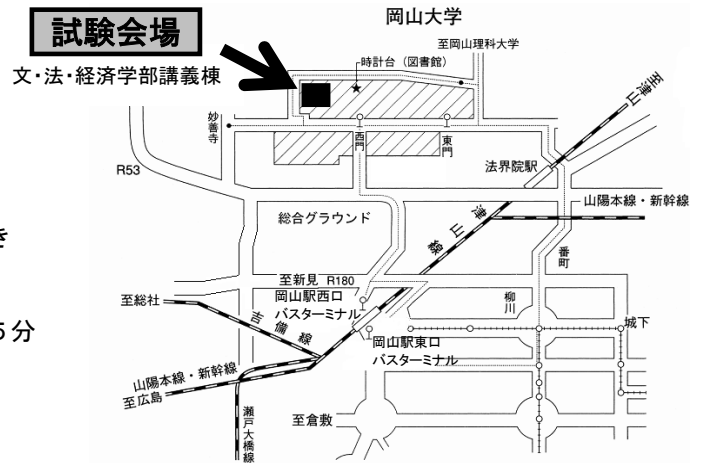 岡山大学
試験会場
至岡山理科大学
文・法・経済学部講義棟
時計台（図書館）
至津山
妙善寺
西門
東門
R53
法界院駅
山陽本線・新幹線
総合グラウンド
津山線
き
番町
至新見 R180
至総社
岡山駅西口
バスターミナル
柳川
城下
吉備線
5分
岡山駅東口
バスターミナル
山陽本線・新幹線
至広島
瀬戸大橋線
至倉敷